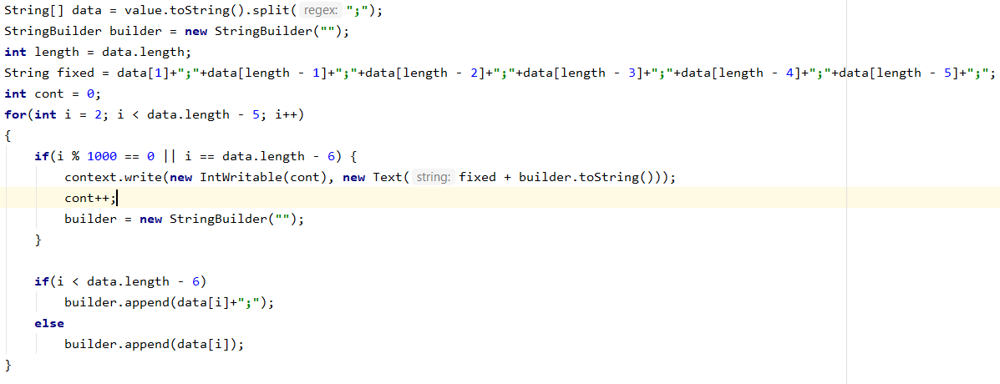 String[] data = value.toString().split( regex: ";");
StringBuilder builder = new StringBuilder("");
int length = data.length;
String fixed = data[1]+";"+data[length - 1]+";"+data[length - 2]+";"+data[length - 3]+";"+data[length - 4]+";"+data[length - 5]+";";
int cont = 0;
for(int i = 2; i < data.length - 5; i++)
{
    if(i % 1000 == 0 || i == data.length - 6) {
        context.write(new IntWritable(cont), new Text( string: fixed + builder.toString()));
        cont++;
        builder = new StringBuilder("");
    }

    if(i < data.length - 6)
        builder.append(data[i]+";");
    else
        builder.append(data[i]);
}